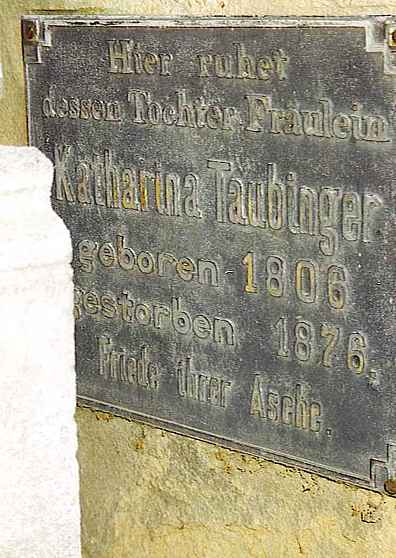 Hier ruhet
dessen Tochter, Fräulein
Katharina Taubinger
geboren 1806
gestorben 1876.
Friede ihrer Asche.